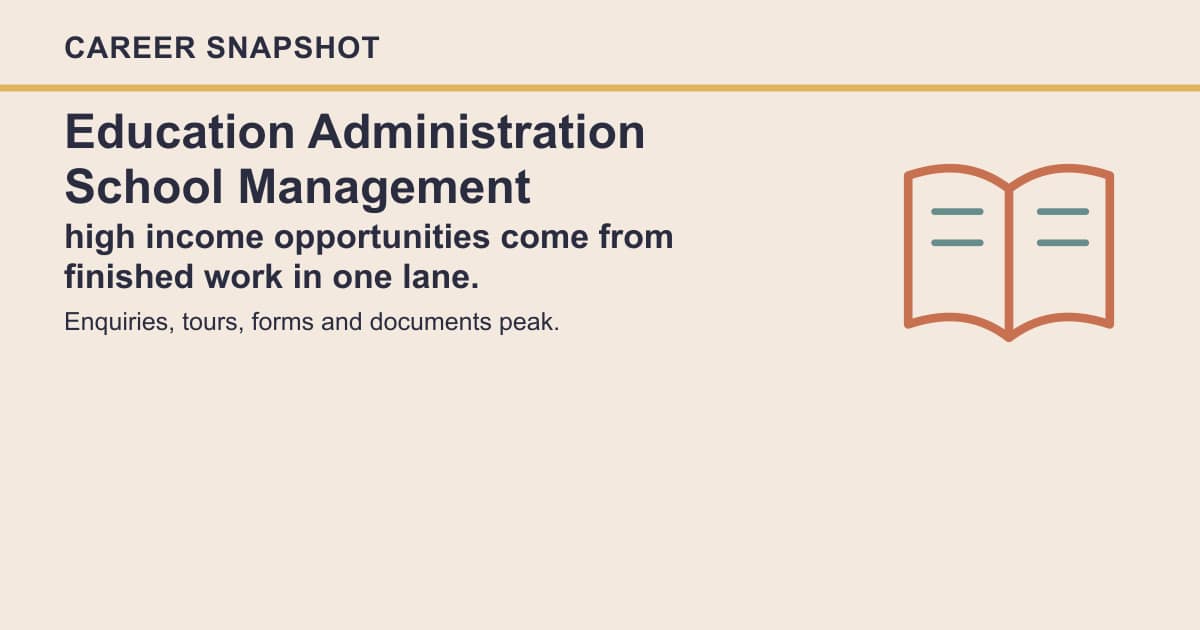 CAREER SNAPSHOT
Education Administration
School Management
high income opportunities come from
finished work in one lane.
Enquiries, tours, forms and documents peak.